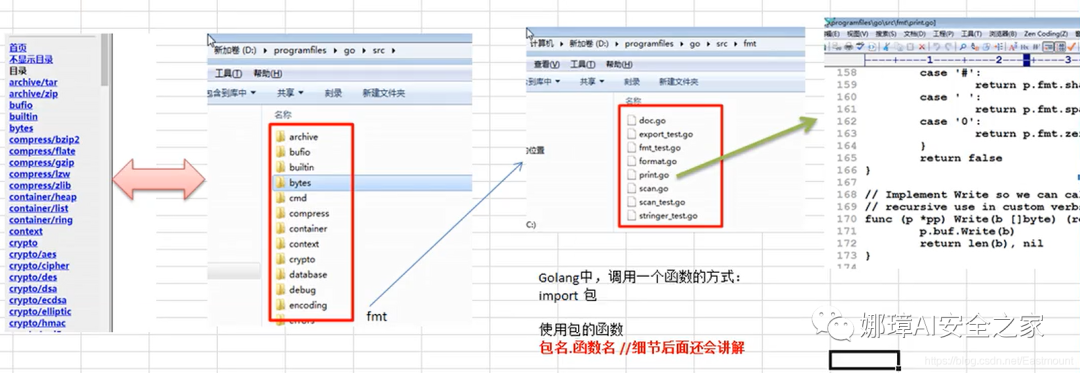 首页
不显示目录
目录
archive/tar
archive/zip
bufio
builtin
bytes
compress/bzip2
compress/flate
compress/gzip
compress/lzw
compress/zlib
container/heap
container/list
container/ring
context
crypto
crypto/aes
crypto/cipher
crypto/des
crypto/dsa
crypto/ecdsa
crypto/elliptic
crypto/hmac
新加卷 (D:) ▸ programfiles ▸ go ▸ src ▸
工具(T) 帮助(H)
包含到库中 ▾ 共享 ▾ 刻录 新建文件夹
名称
archive
bufio
builtin
bytes
cmd
compress
container
context
crypto
database
debug
encoding
errors
fmt
计算机 ▸ 新加卷 (D:) ▸ programfiles ▸ go ▸ src ▸ fmt
查看(V) 工具(T) 帮助(H)
到库中 ▾ 共享 ▾ 刻录 新建文件夹
名称
doc.go
export_test.go
fmt_test.go
format.go
print.go
scan.go
scan_test.go
stringer_test.go
的位置
C:)
Golang中，调用一个函数的方式：
import 包
使用包的函数
包名.函数名 //细节后面还会讲解
\programfiles\go\src\fmt\print.go]
视图(V) 搜索(S) 文档(D) 工程(P) 工具(T) 浏览器(B) Zen Coding(Z)
158 case '#':
159 return p.fmt.sha
160 case ' ':
161 return p.fmt.spa
162 case '0':
163 return p.fmt.zer
164 }
165 return false
166 }
167
168 // Implement Write so we can cal
169 // recursive use in custom verbs
170 func (p *pp) Write(b []byte) (re
171 p.buf.Write(b)
172 return len(b), nil
173 }
174
娜璋AI安全之家
https://blog.csdn.net/Eastmount